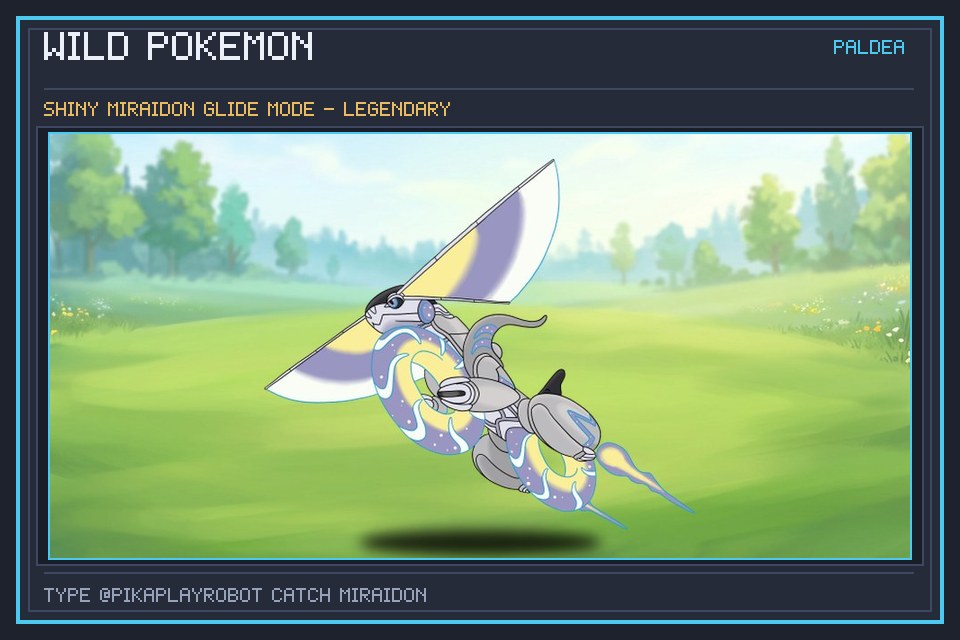 WILD POKEMON
PALDEA
SHINY MIRAIDON GLIDE MODE - LEGENDARY
TYPE @PIKAPLAYROBOT CATCH MIRAIDON